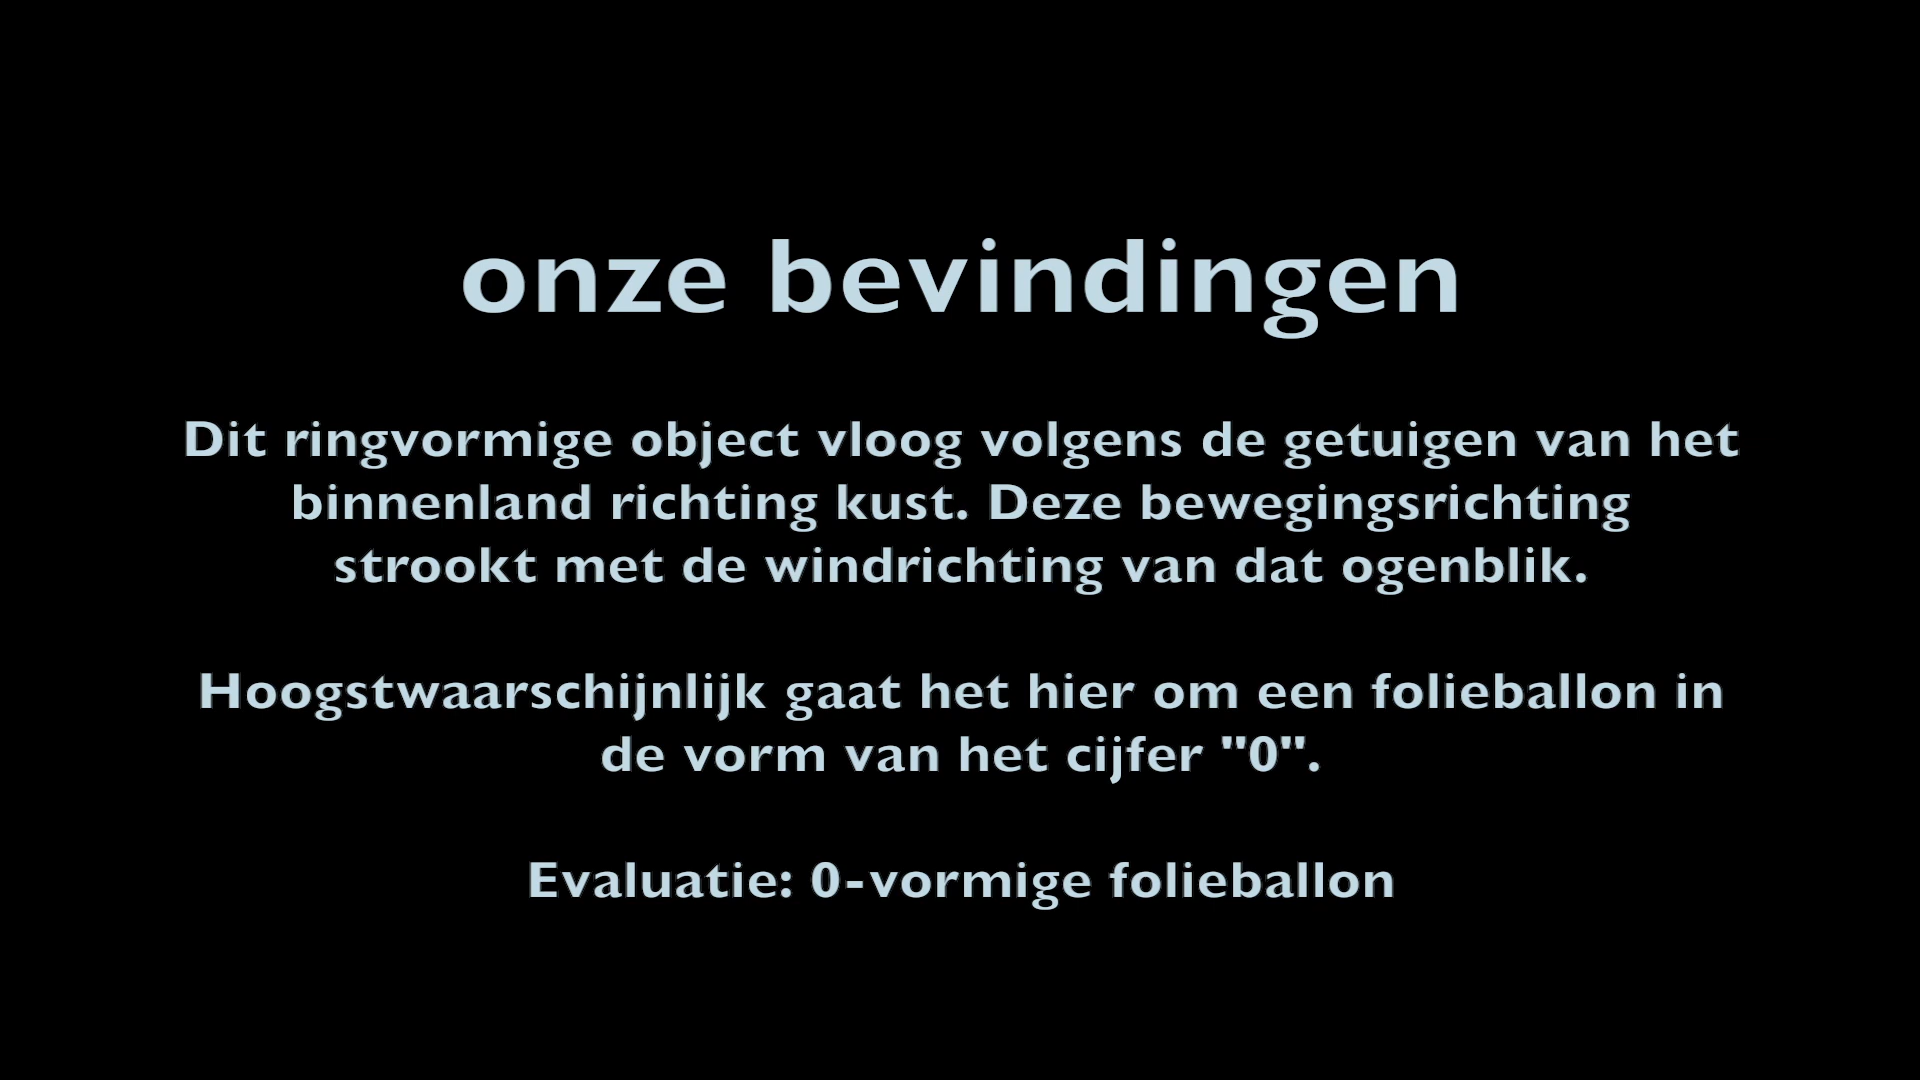 onze bevindingen
Dit ringvormige object vloog volgens de getuigen van het
binnenland richting kust. Deze bewegingsrichting
strookt met de windrichting van dat ogenblik.
Hoogstwaarschijnlijk gaat het hier om een folieballon in
de vorm van het cijfer "0".
Evaluatie: 0-vormige folieballon